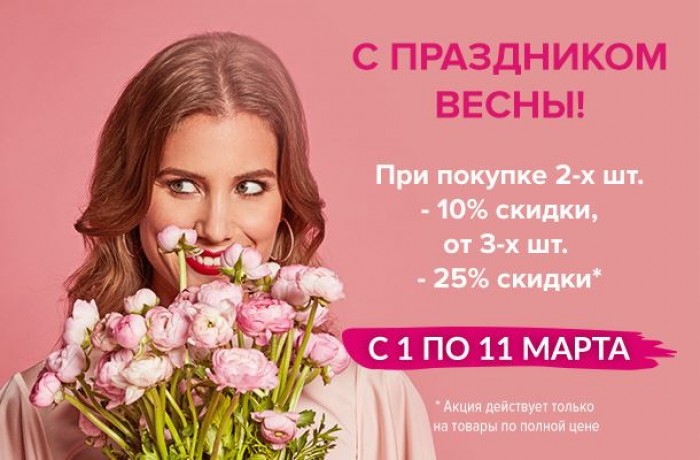 С ПРАЗДНИКОМ
ВЕСНЫ!
При покупке 2-х шт.
- 10% скидки,
от 3-х шт.
- 25% скидки*
С 1 ПО 11 МАРТА
* Акция действует только
на товары по полной цене